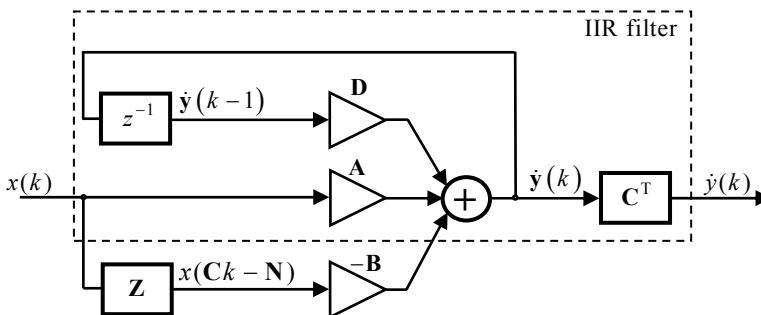 IIR filter
D
z⁻¹
ẏ(k−1)
A
x(k)
+
ẏ(k)
Cᵀ
ẏ(k)
Z
x(Ck−N)
−B